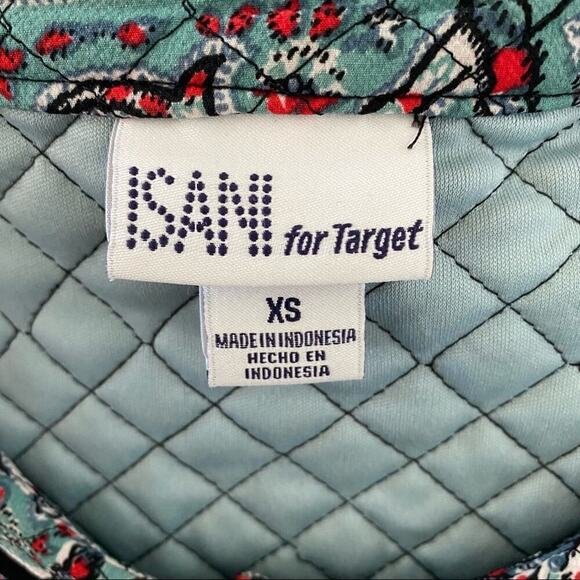 ISANI for Target
XS
MADE IN INDONESIA
HECHO EN
INDONESIA